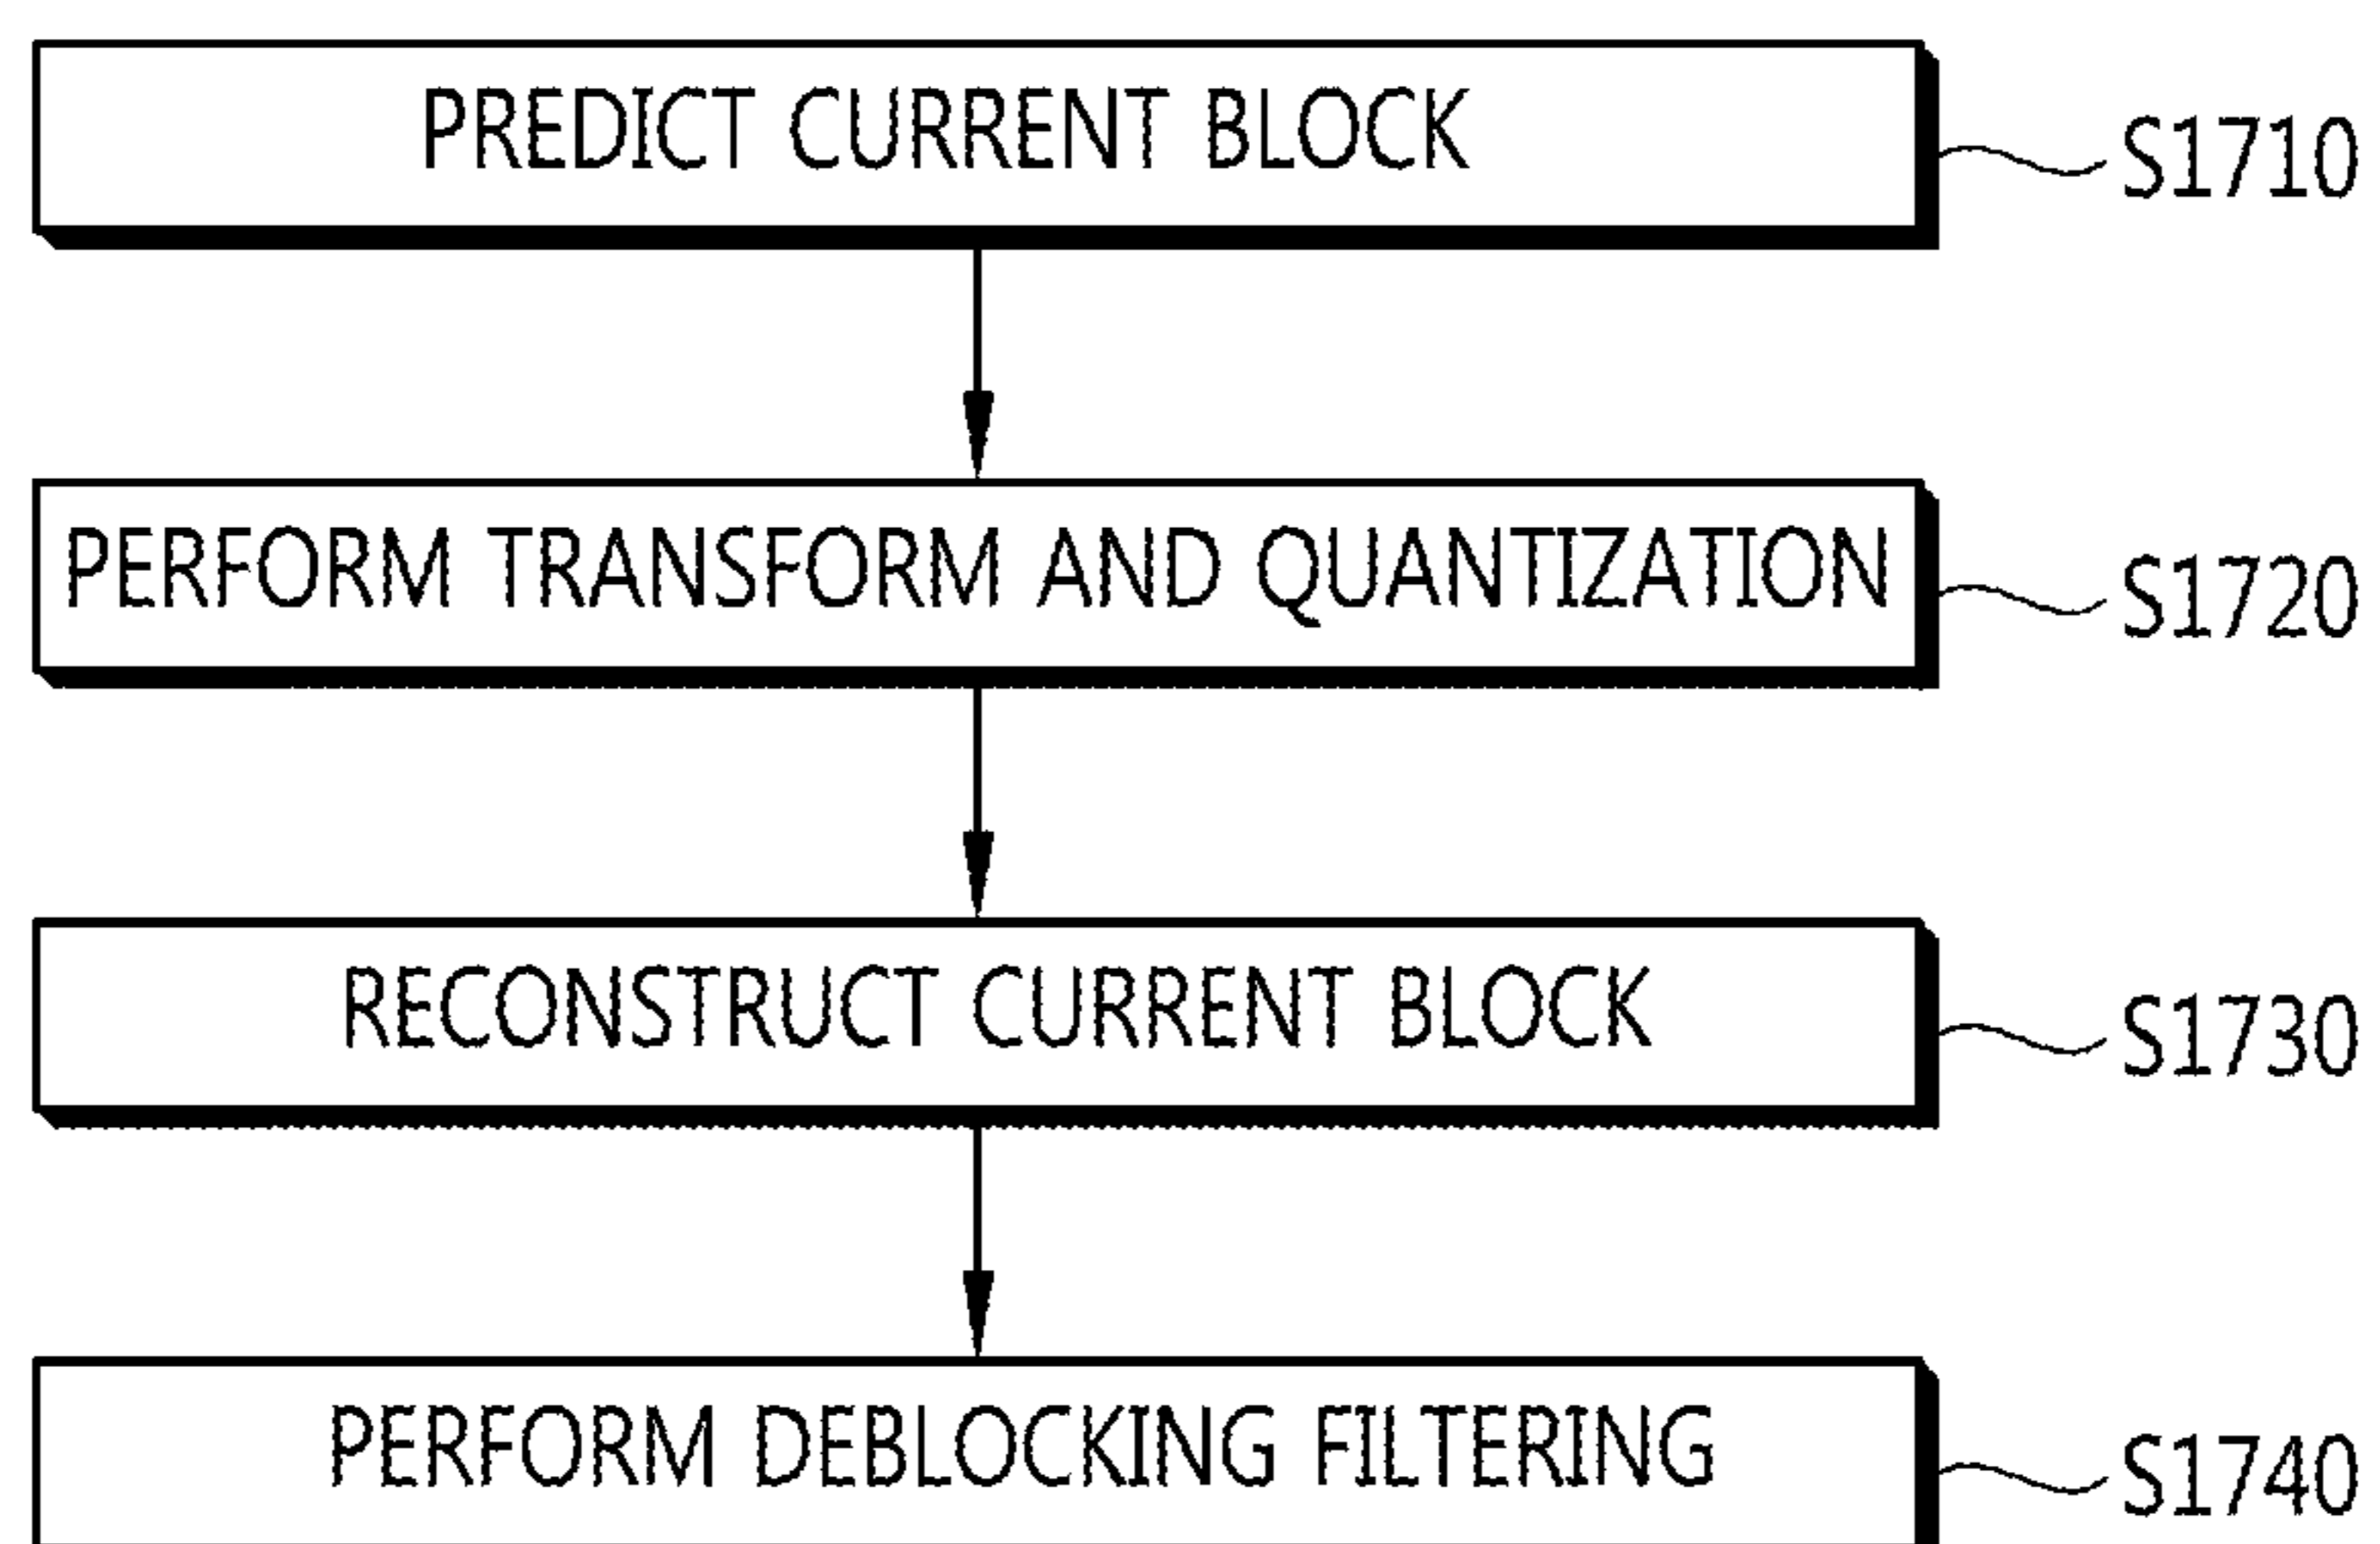 PREDICT CURRENT BLOCK
S1710
PERFORM TRANSFORM AND QUANTIZATION
S1720
RECONSTRUCT CURRENT BLOCK
S1730
PERFORM DEBLOCKING FILTERING
S1740